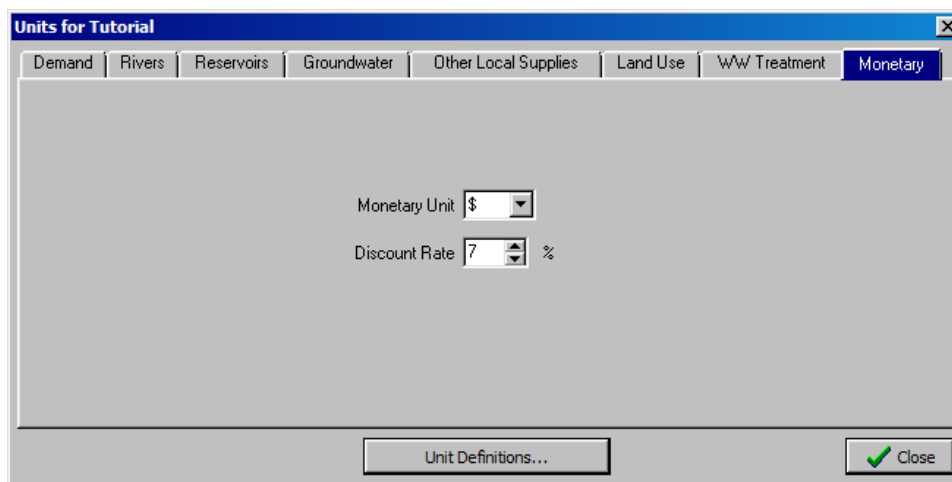 Units for Tutorial
Demand Rivers Reservoirs Groundwater Other Local Supplies Land Use WW Treatment Monetary
Monetary Unit $
Discount Rate 7 %
Unit Definitions... Close